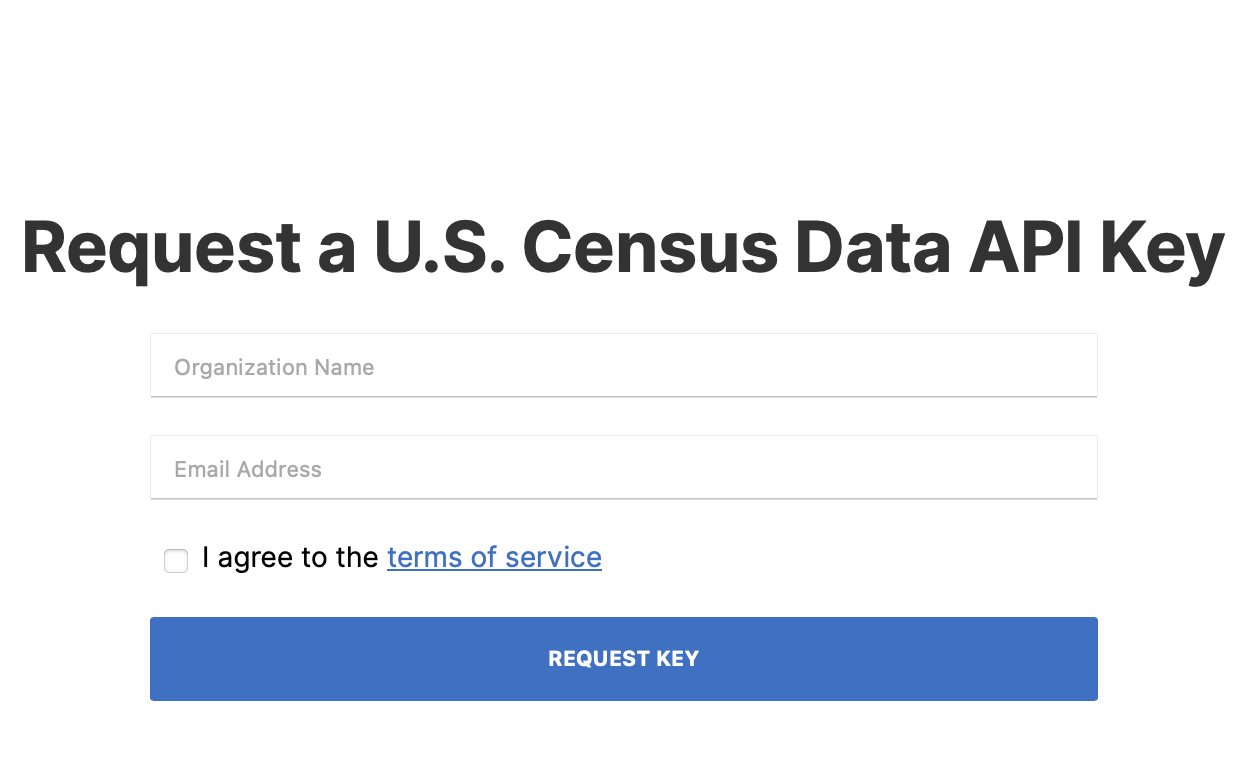 Request a U.S. Census Data API Key
Organization Name
Email Address
I agree to the terms of service
REQUEST KEY